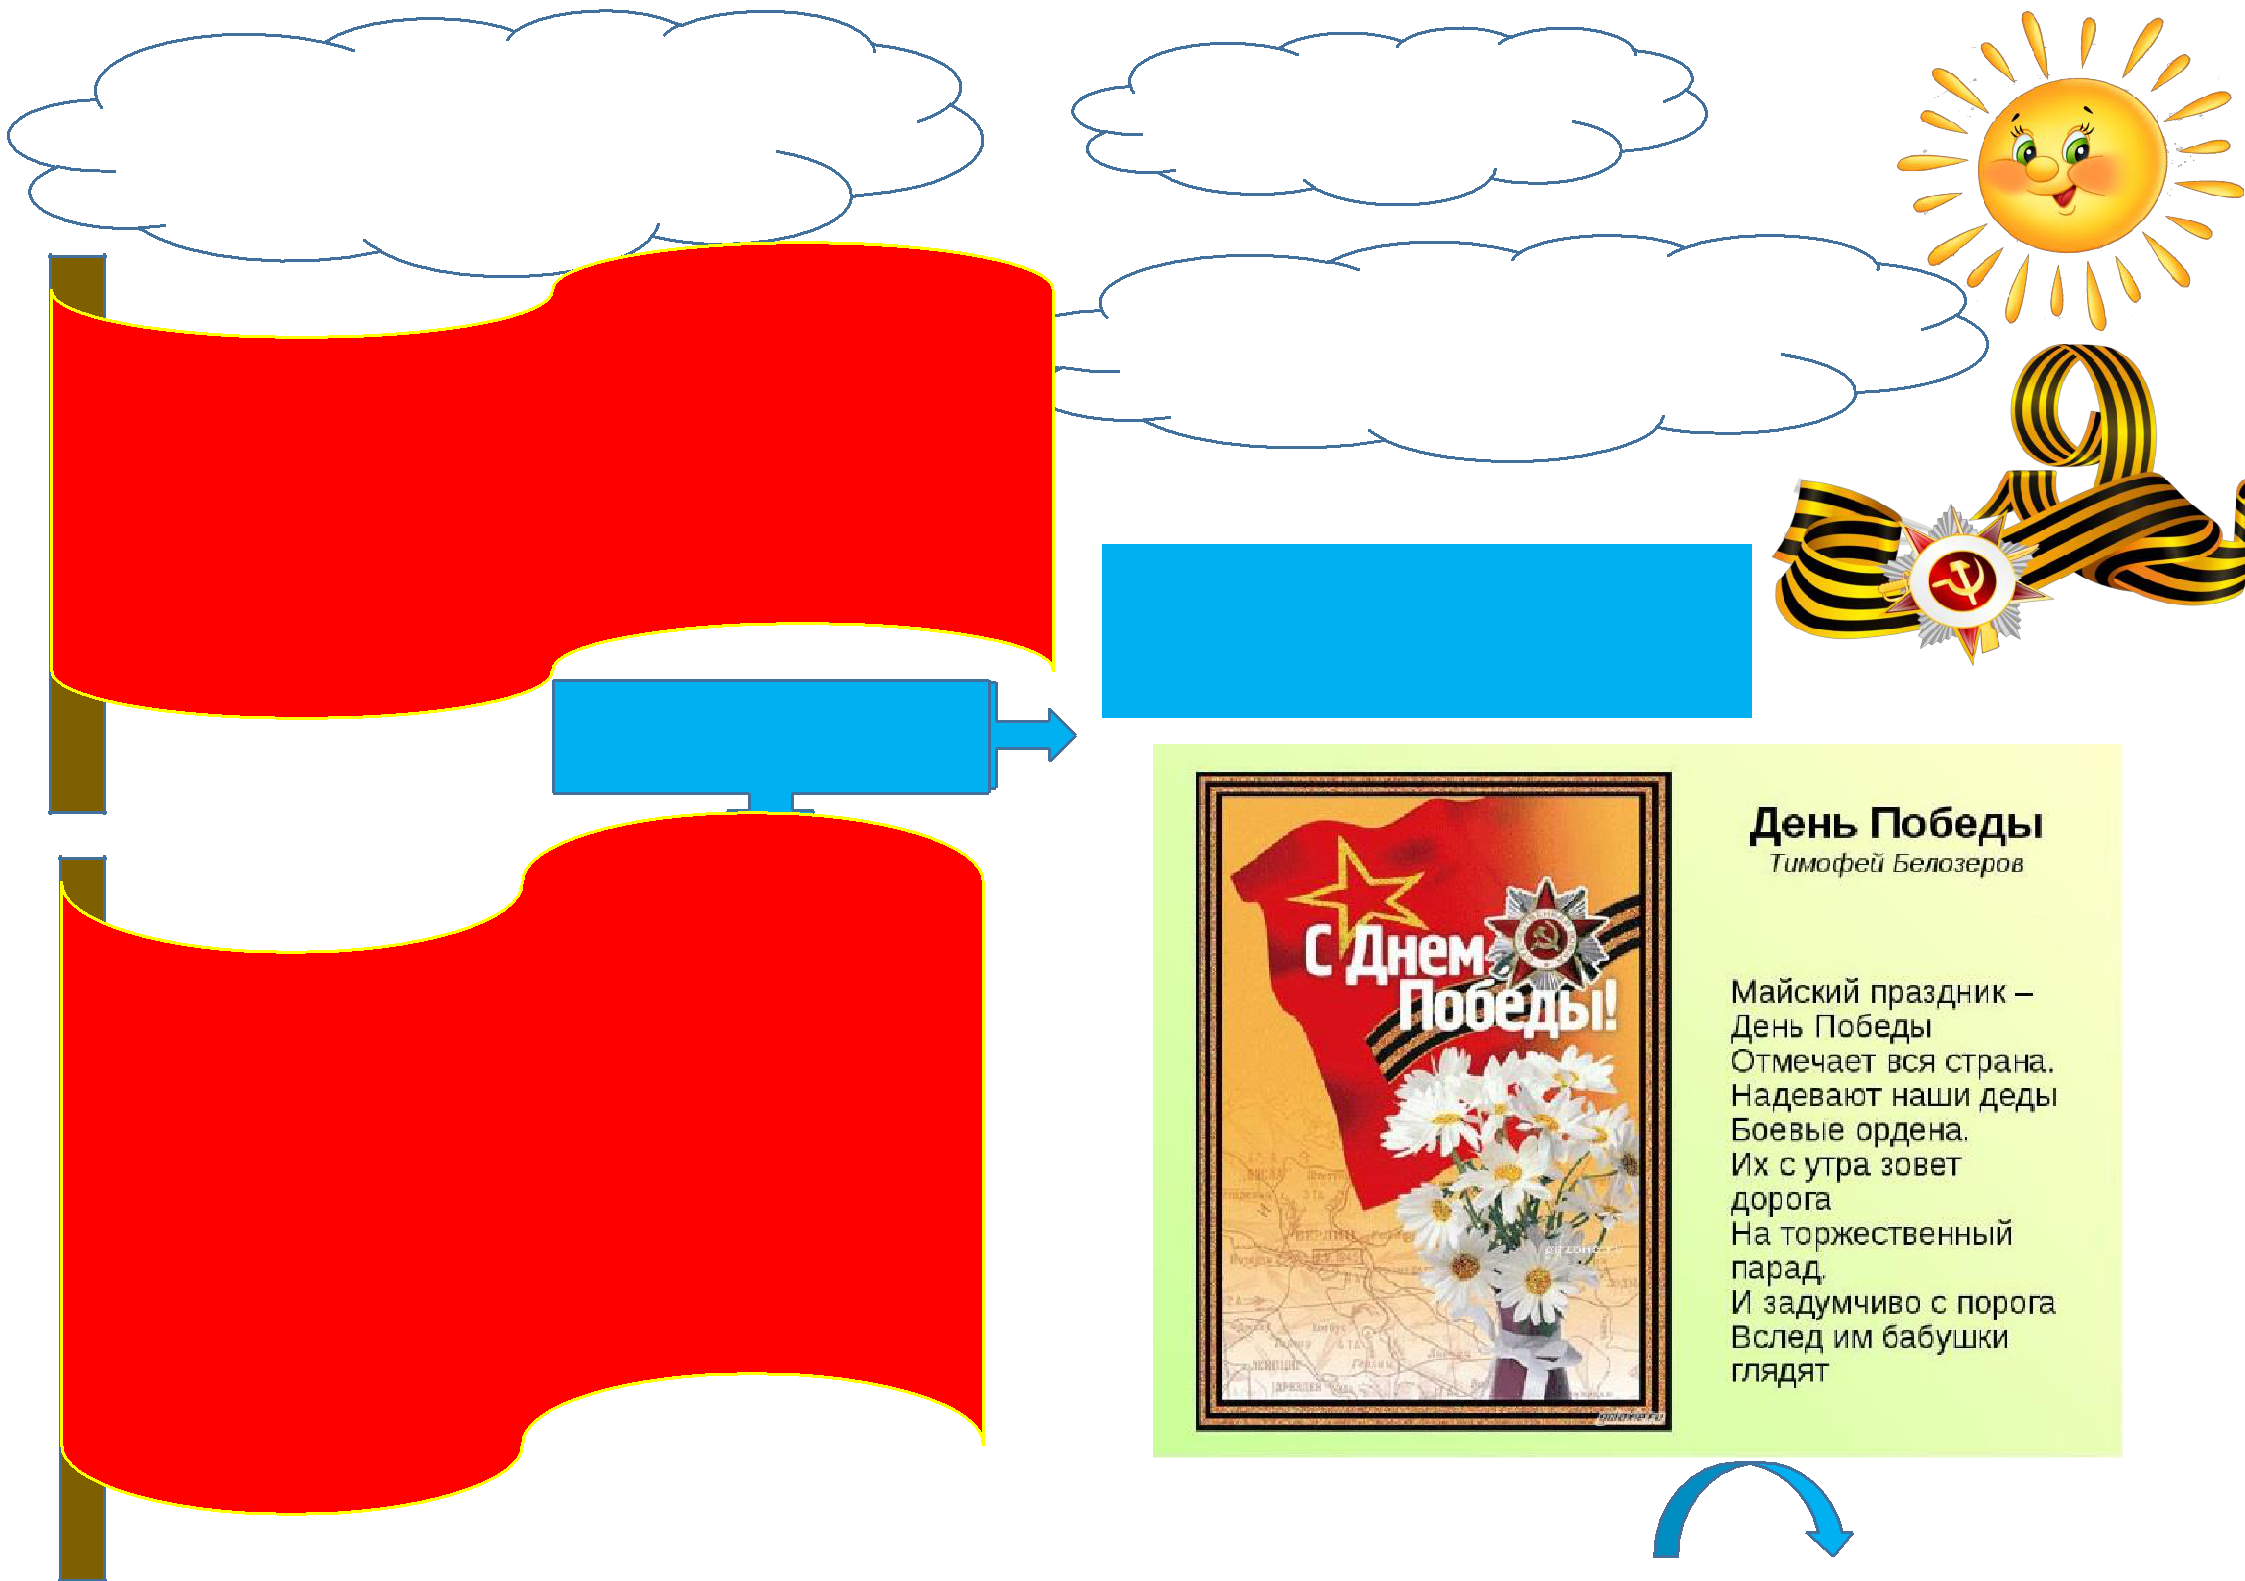 День Победы
Тимофей Белозеров
С Днем
Победы!
Майский праздник –
День Победы
Отмечает вся страна.
Надевают наши деды
Боевые ордена.
Их с утра зовет
дорога
На торжественный
парад.
И задумчиво с порога
Вслед им бабушки
глядят
БЕРЛИН